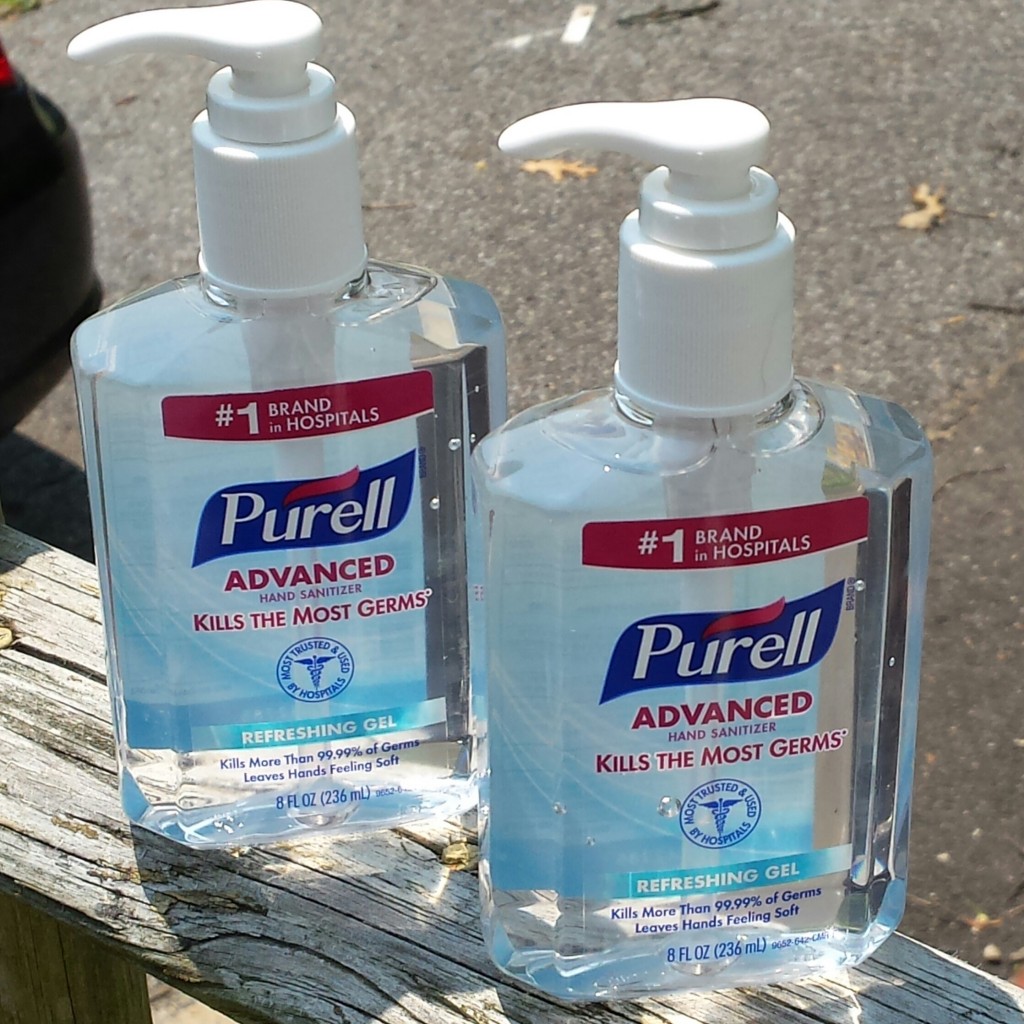 #1 BRAND
in HOSPITALS
Purell
BRAND®
ADVANCED
HAND SANITIZER
KILLS THE MOST GERMS*
MOST TRUSTED & USED
BY HOSPITALS
REFRESHING GEL
Kills More Than 99.99% of Germs
Leaves Hands Feeling Soft
8 FL OZ (236 mL)
#1 BRAND
in HOSPITALS
Purell
BRAND®
ADVANCED
HAND SANITIZER
KILLS THE MOST GERMS*
MOST TRUSTED & USED
BY HOSPITALS
REFRESHING GEL
Kills More Than 99.99% of Germs
Leaves Hands Feeling Soft
8 FL OZ (236 mL)